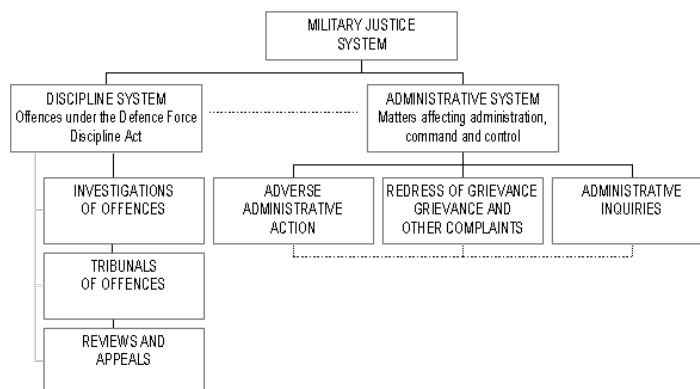 MILITARY JUSTICE
SYSTEM
DISCIPLINE SYSTEM
Offences under the Defence Force
Discipline Act
ADMINISTRATIVE SYSTEM
Matters affecting administration,
command and control
INVESTIGATIONS
OF OFFENCES
ADVERSE
ADMINISTRATIVE
ACTION
REDRESS OF GRIEVANCE
GRIEVANCE AND
OTHER COMPLAINTS
ADMINISTRATIVE
INQUIRIES
TRIBUNALS
OF OFFENCES
REVIEWS AND
APPEALS